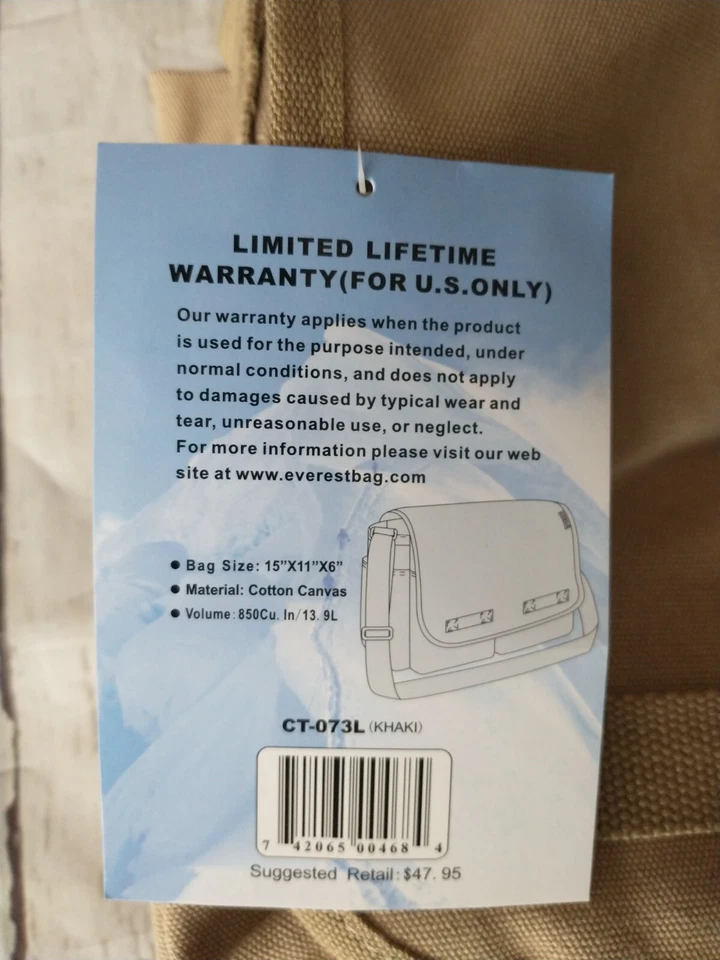 LIMITED LIFETIME
WARRANTY(FOR U.S.ONLY)
Our warranty applies when the product
is used for the purpose intended, under
normal conditions, and does not apply
to damages caused by typical wear and
tear, unreasonable use, or neglect.
For more information please visit our web
site at www.everestbag.com
● Bag Size: 15”X11”X6”
● Material: Cotton Canvas
● Volume:850Cu. In/13. 9L
CT-073L (KHAKI)
7 42065 00468 4
Suggested Retail:$47. 95